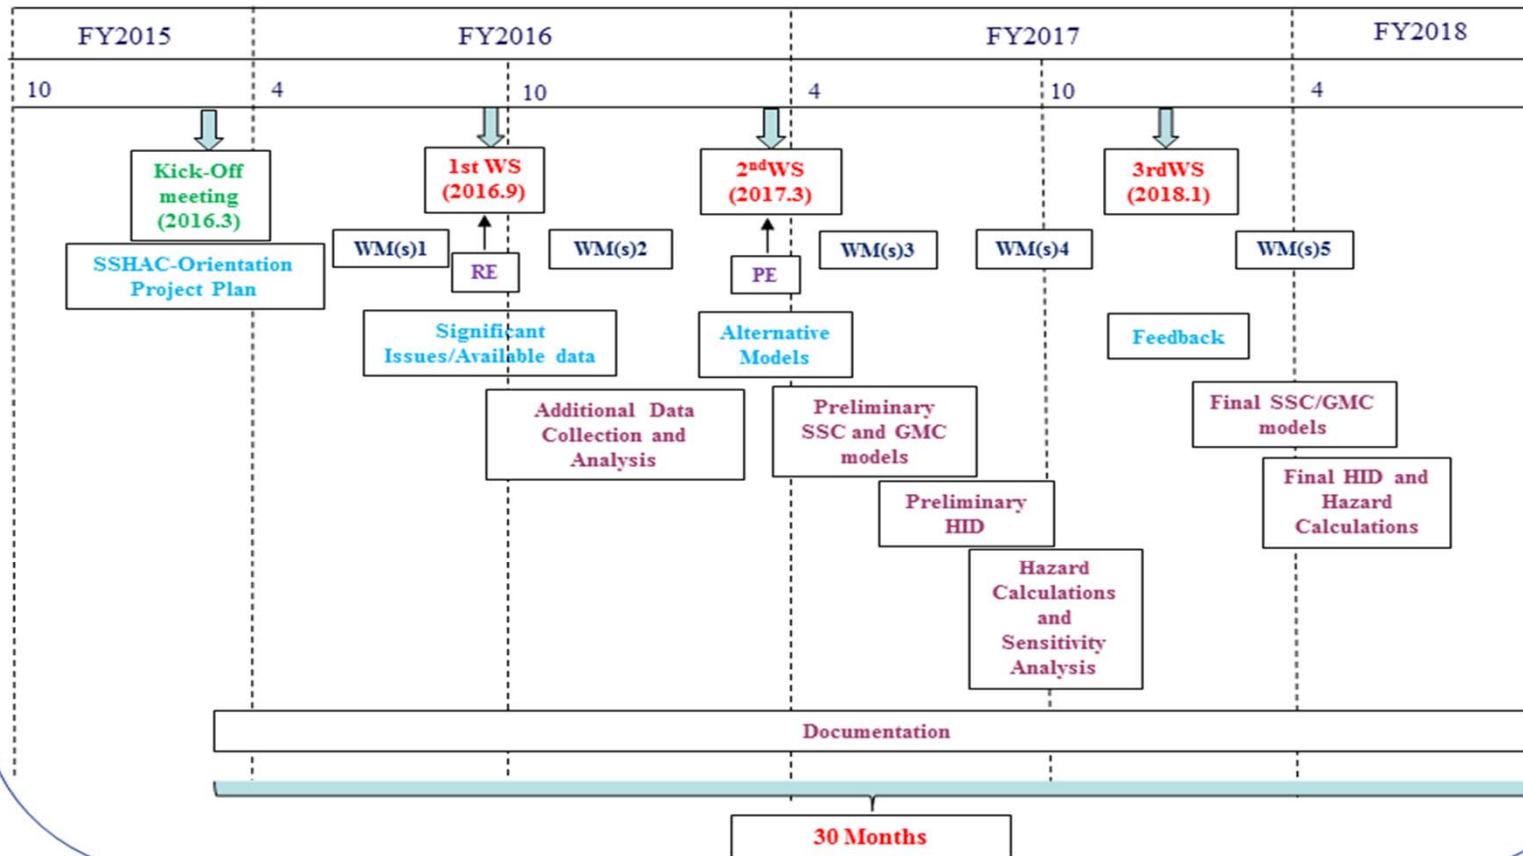 FY2015
FY2016
FY2017
FY2018
10
4
10
4
10
4
Kick-Off
meeting
(2016.3)
1st WS
(2016.9)
2ndWS
(2017.3)
3rdWS
(2018.1)
SSHAC-Orientation
Project Plan
WM(s)1
RE
WM(s)2
PE
WM(s)3
WM(s)4
WM(s)5
Significant
Issues/Available data
Alternative
Models
Feedback
Additional Data
Collection and
Analysis
Preliminary
SSC and GMC
models
Final SSC/GMC
models
Preliminary
HID
Final HID and
Hazard
Calculations
Hazard
Calculations
and
Sensitivity
Analysis
Documentation
30 Months